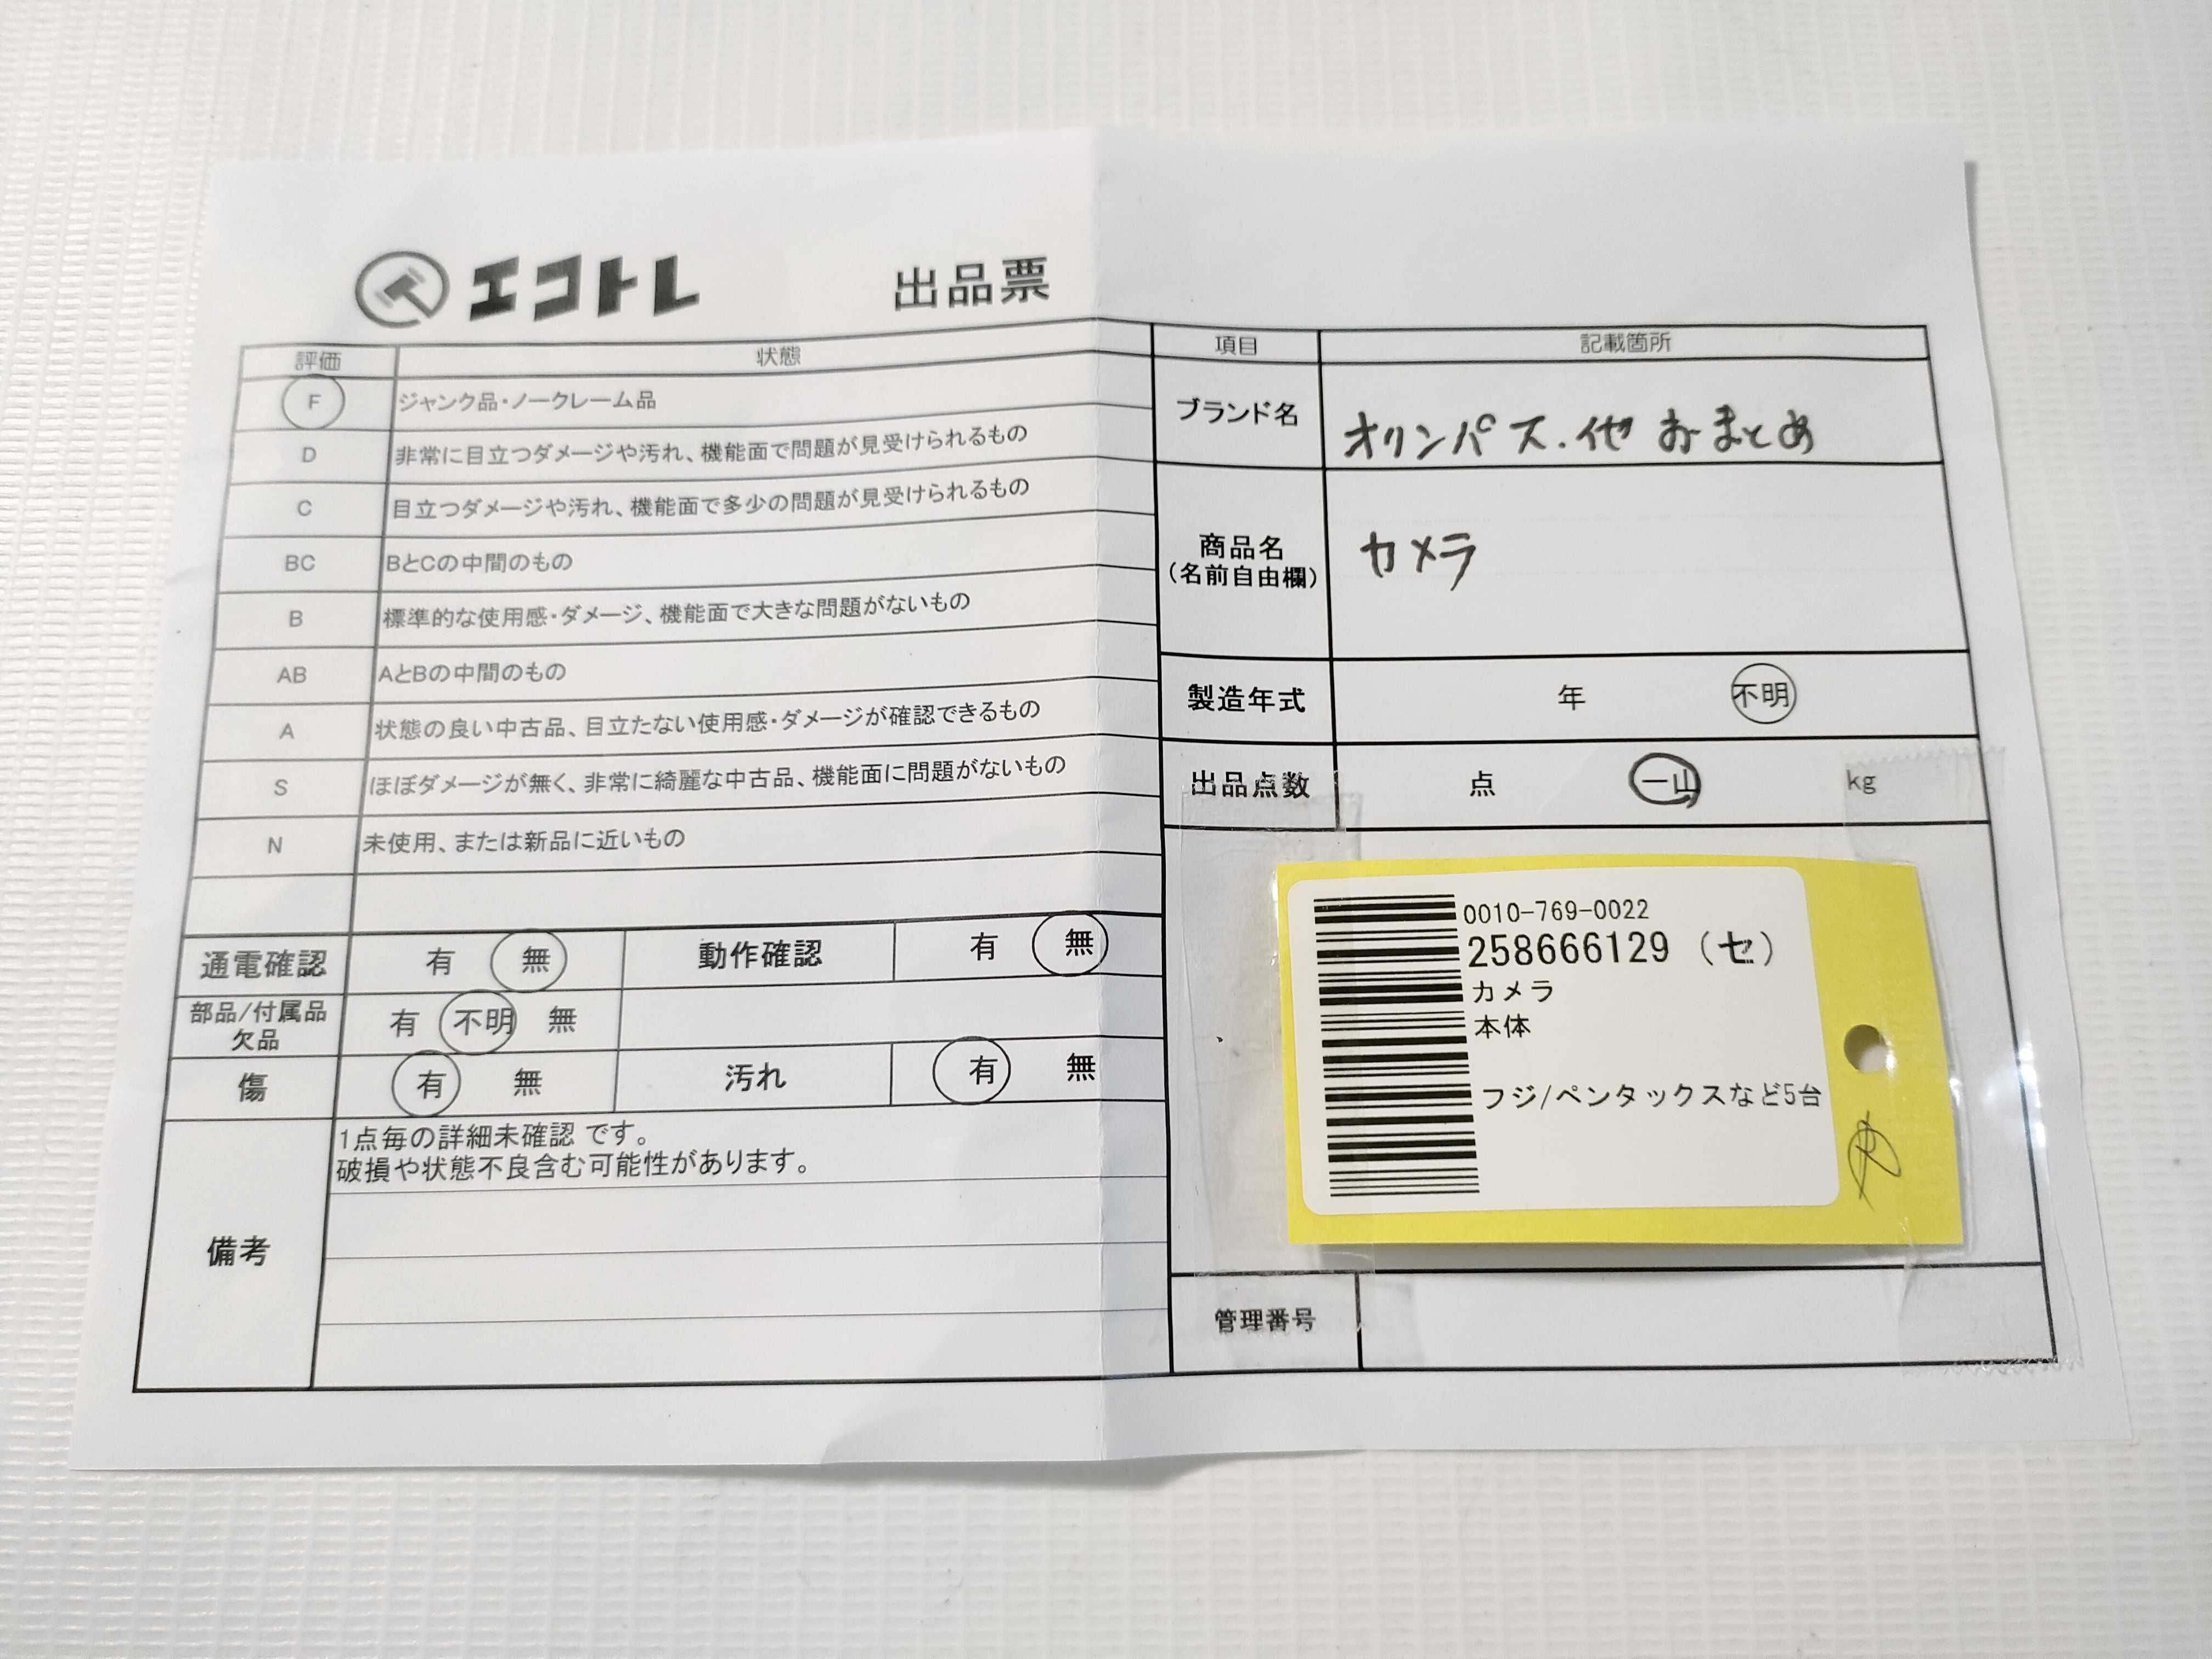 エコトレ 出品票
評価 状態
F ジャンク品・ノークレーム品
D 非常に目立つダメージや汚れ、機能面で問題が見受けられるもの
C 目立つダメージや汚れ、機能面で多少の問題が見受けられるもの
BC BとCの中間のもの
B 標準的な使用感・ダメージ、機能面で大きな問題がないもの
AB AとBの中間のもの
A 状態の良い中古品、目立たない使用感・ダメージが確認できるもの
S ほぼダメージが無く、非常に綺麗な中古品、機能面に問題がないもの
N 未使用、または新品に近いもの
通電確認 有 無 動作確認 有 無
部品/付属品
欠品 有 不明 無
傷 有 無 汚れ 有 無
備考
1点毎の詳細未確認 です。
破損や状態不良含む可能性があります。
項目 記載箇所
ブランド名 オリンパス.他 おまとめ
商品名
(名前自由欄) カメラ
製造年式 年 不明
出品点数 点 一山 kg
0010-769-0022
258666129 (セ)
カメラ
本体
フジ/ペンタックスなど5台
管理番号